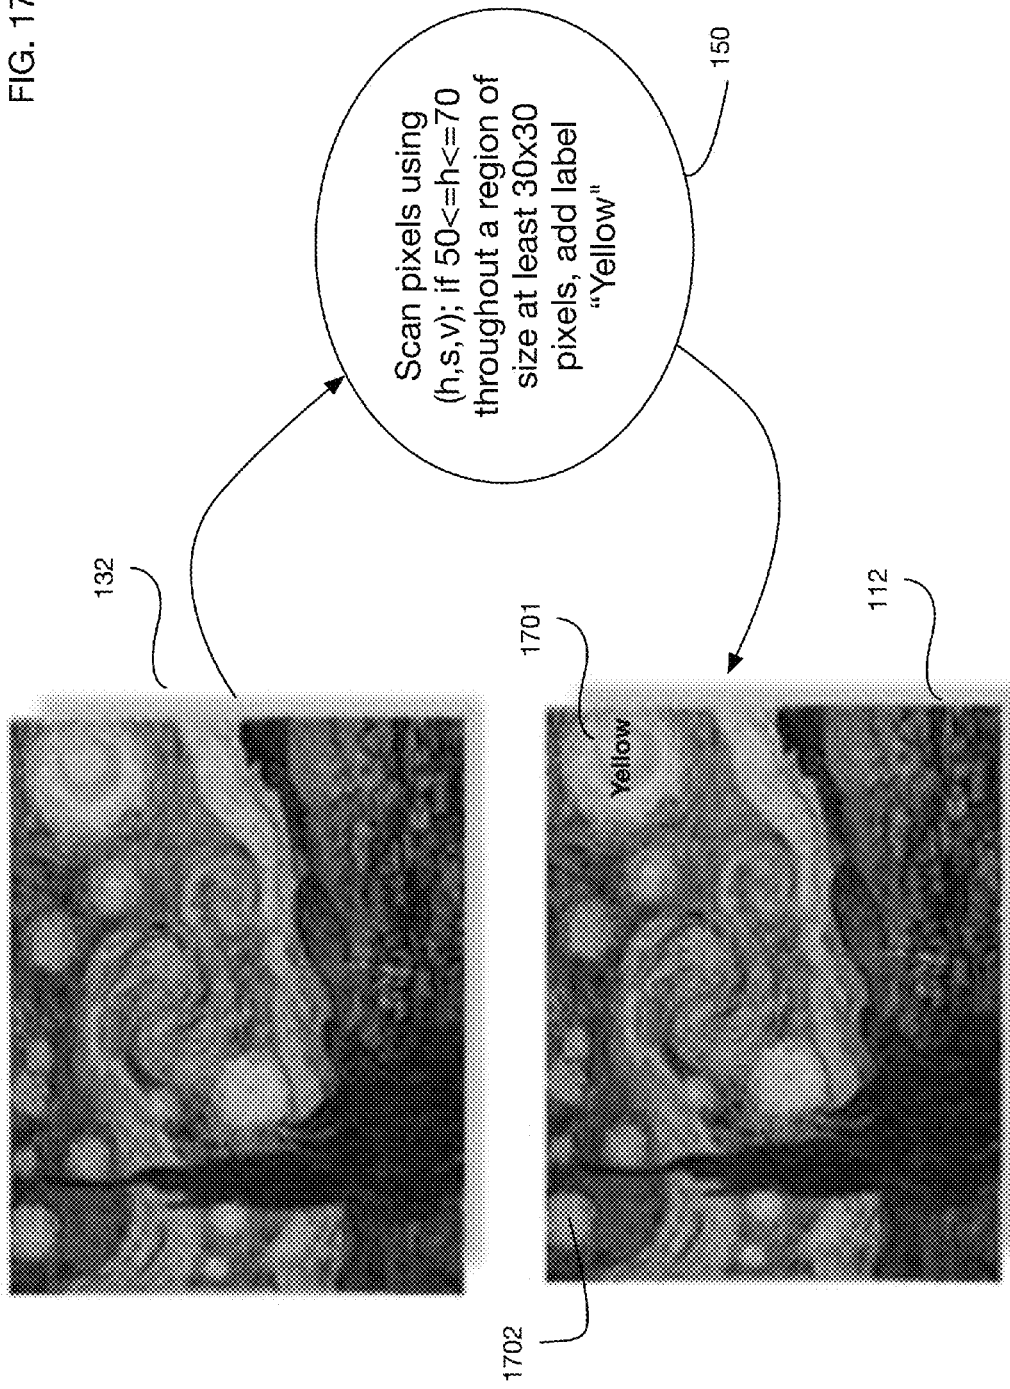 FIG. 17
132
Scan pixels using
(h,s,v); if 50<=h<=70
throughout a region of
size at least 30x30
pixels, add label
“Yellow"
150
1701
Yellow
1702
112